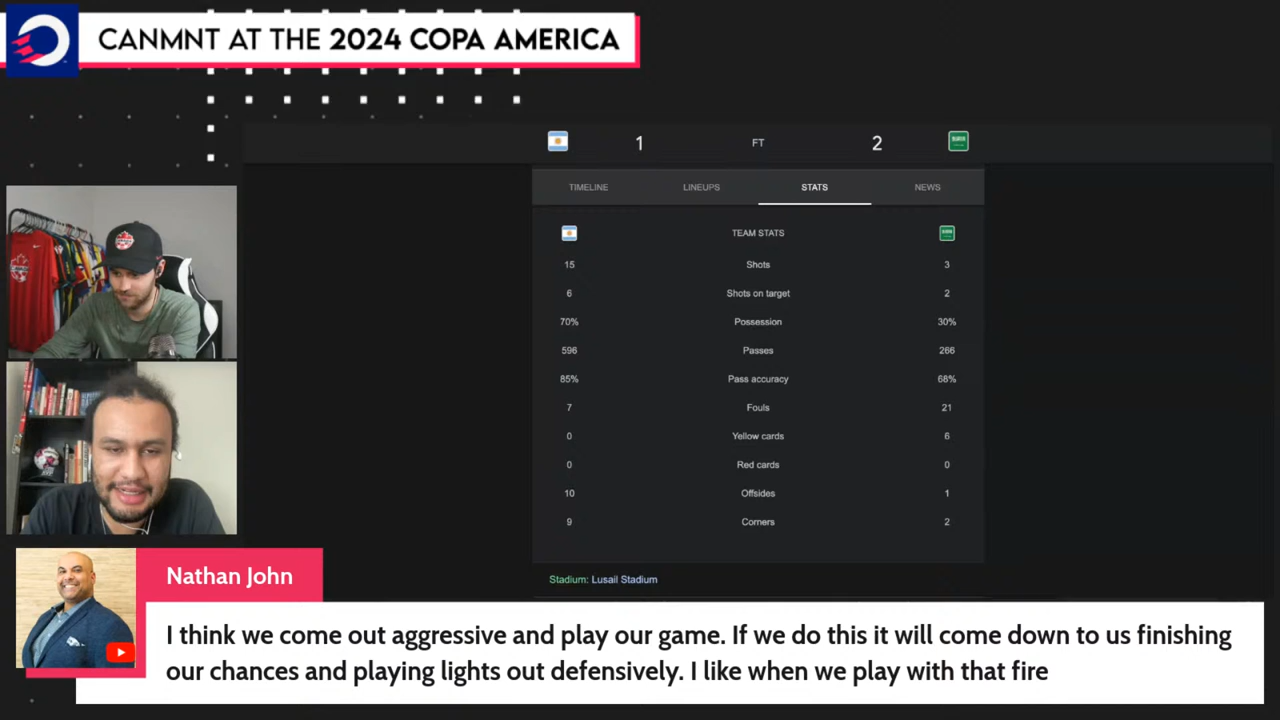 CANMNT AT THE 2024 COPA AMERICA
1 FT 2
TIMELINE LINEUPS STATS NEWS
TEAM STATS
15 Shots 3
6 Shots on target 2
70% Possession 30%
596 Passes 266
85% Pass accuracy 68%
7 Fouls 21
0 Yellow cards 6
0 Red cards 0
10 Offsides 1
9 Corners 2
Stadium: Lusail Stadium
Nathan John
I think we come out aggressive and play our game. If we do this it will come down to us finishing
our chances and playing lights out defensively. I like when we play with that fire